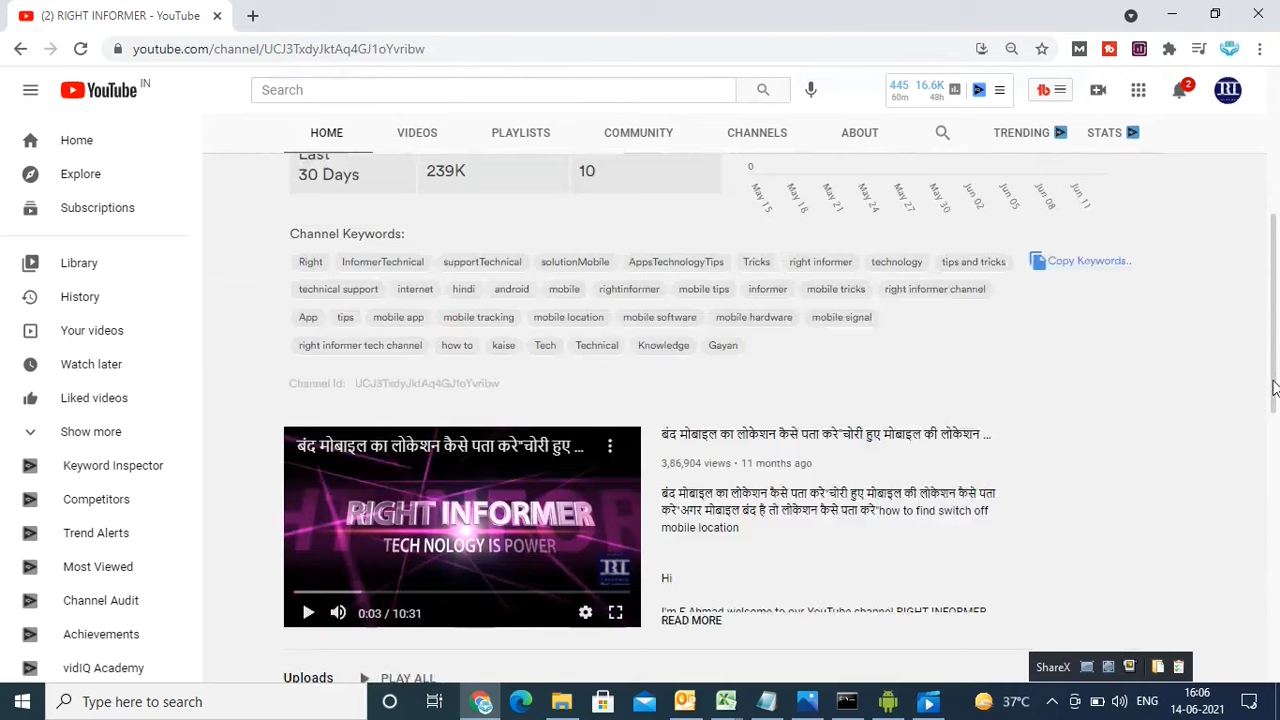 (2) RIGHT INFORMER - YouTube
youtube.com/channel/UCJ3TxdyJktAq4GJ1oYvribw
YouTube IN
Search
445 16.6K
60m 48h
2
HOME VIDEOS PLAYLISTS COMMUNITY CHANNELS ABOUT TRENDING STATS
Home
Explore
Subscriptions
Library
History
Your videos
Watch later
Liked videos
Show more
Keyword Inspector
Competitors
Trend Alerts
Most Viewed
Channel Audit
Achievements
vidIQ Academy
Last
30 Days
239K
10
0
May 15 May 18 May 21 May 24 May 27 May 30 Jun 02 Jun 05 Jun 08 Jun 11
Channel Keywords:
Right InformerTechnical supportTechnical solutionMobile AppsTechnologyTips Tricks right informer technology tips and tricks Copy Keywords..
technical support internet hindi android mobile rightinformer mobile tips informer mobile tricks right informer channel
App tips mobile app mobile tracking mobile location mobile software mobile hardware mobile signal
right informer tech channel how to kaise Tech Technical Knowledge Gayan
Channel Id: UCJ3TxdyJktAq4GJ1oYvribw
बंद मोबाइल का लोकेशन कैसे पता करे"चोरी हुए ...
RIGHT INFORMER
TECH NOLOGY IS POWER
0:03 / 10:31
बंद मोबाइल का लोकेशन कैसे पता करे"चोरी हुए मोबाइल की लोकेशन ...
3,86,904 views • 11 months ago
बंद मोबाइल का लोकेशन कैसे पता करे"चोरी हुए मोबाइल की लोकेशन कैसे पता
करे"अगर मोबाइल बंद है तो लोकेशन कैसे पता करे"how to find switch off
mobile location
Hi
I'm F Ahmad welcome to our YouTube channel RIGHT INFORMER
READ MORE
Uploads PLAY ALL
ShareX
Type here to search
37°C
ENG
16:06
14-06-2021